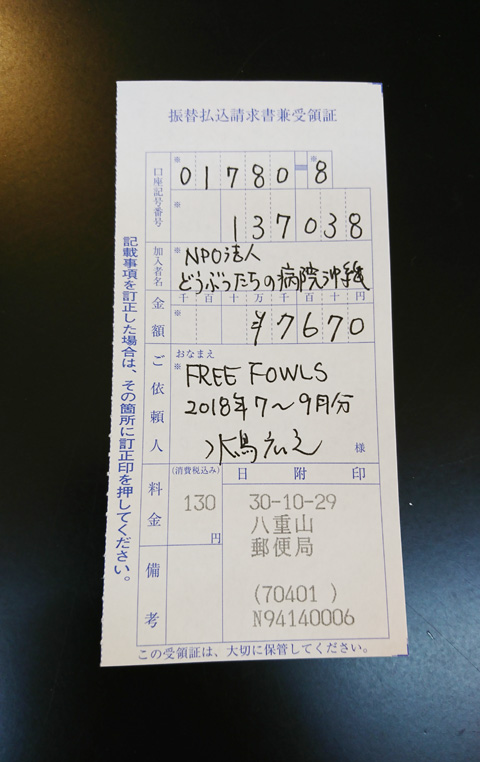 振替払込請求書兼受領証
口座記号番号
※ 01780-※8
※ 137038
加入者名
※ NPO法人
どうぶつたちの病院沖縄
金額
千 百 十 万 千 百 十 円
※ ¥7670
ご依頼人
おなまえ
※ FREE FOWLS
2018年7～9月分
水鳥
様
料金
(消費税込み)
130
円
日 附 印
30-10-29
八重山
郵便局
(70401 )
N94140006
備考
この受領証は、大切に保管してください。
記載事項を訂正した場合は、その箇所に訂正印を押してください。